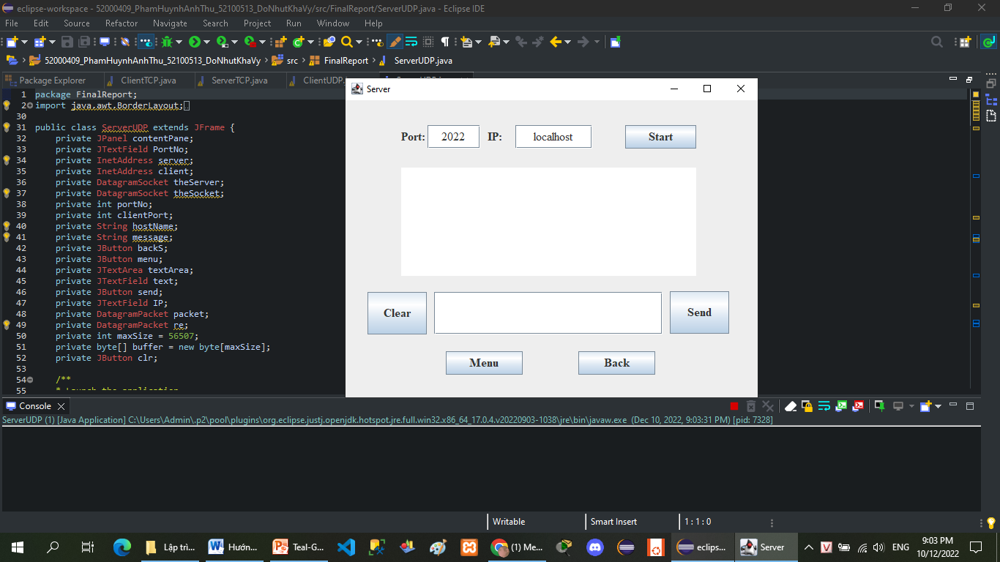 eclipse-workspace - 52000409_PhamHuynhAnhThu_52100513_DoNhutKhaVy/src/FinalReport/ServerUDP.java - Eclipse IDE
File Edit Source Refactor Navigate Search Project Run Window Help
52000409_PhamHuynhAnhThu_52100513_DoNhutKhaVy src FinalReport ServerUDP.java
Package Explorer ClientTCP.java ServerTCP.java ClientUDP.j
Server
Port: 2022 IP: localhost Start
Clear Send
Menu Back
1 package FinalReport;
2 import java.awt.BorderLayout;
30
31 public class ServerUDP extends JFrame {
32 private JPanel contentPane;
33 private JTextField PortNo;
34 private InetAddress server;
35 private InetAddress client;
36 private DatagramSocket theServer;
37 private DatagramSocket theSocket;
38 private int portNo;
39 private int clientPort;
40 private String hostName;
41 private String message;
42 private JButton backS;
43 private JButton menu;
44 private JTextArea textArea;
45 private JTextField text;
46 private JButton send;
47 private JTextField IP;
48 private DatagramPacket packet;
49 private DatagramPacket re;
50 private int maxSize = 56507;
51 private byte[] buffer = new byte[maxSize];
52 private JButton clr;
53
54 /**
55 * Launch the application
Console
ServerUDP (1) [Java Application] C:\Users\Admin\.p2\pool\plugins\org.eclipse.justj.openjdk.hotspot.jre.full.win32.x86_64_17.0.4.v20220903-1038\jre\bin\javaw.exe (Dec 10, 2022, 9:03:31 PM) [pid: 7328]
Writable Smart Insert 1 : 1 : 0
Lập trì... Hướn... Teal-G... (1) Me... eclips... Server ENG 9:03 PM
10/12/2022